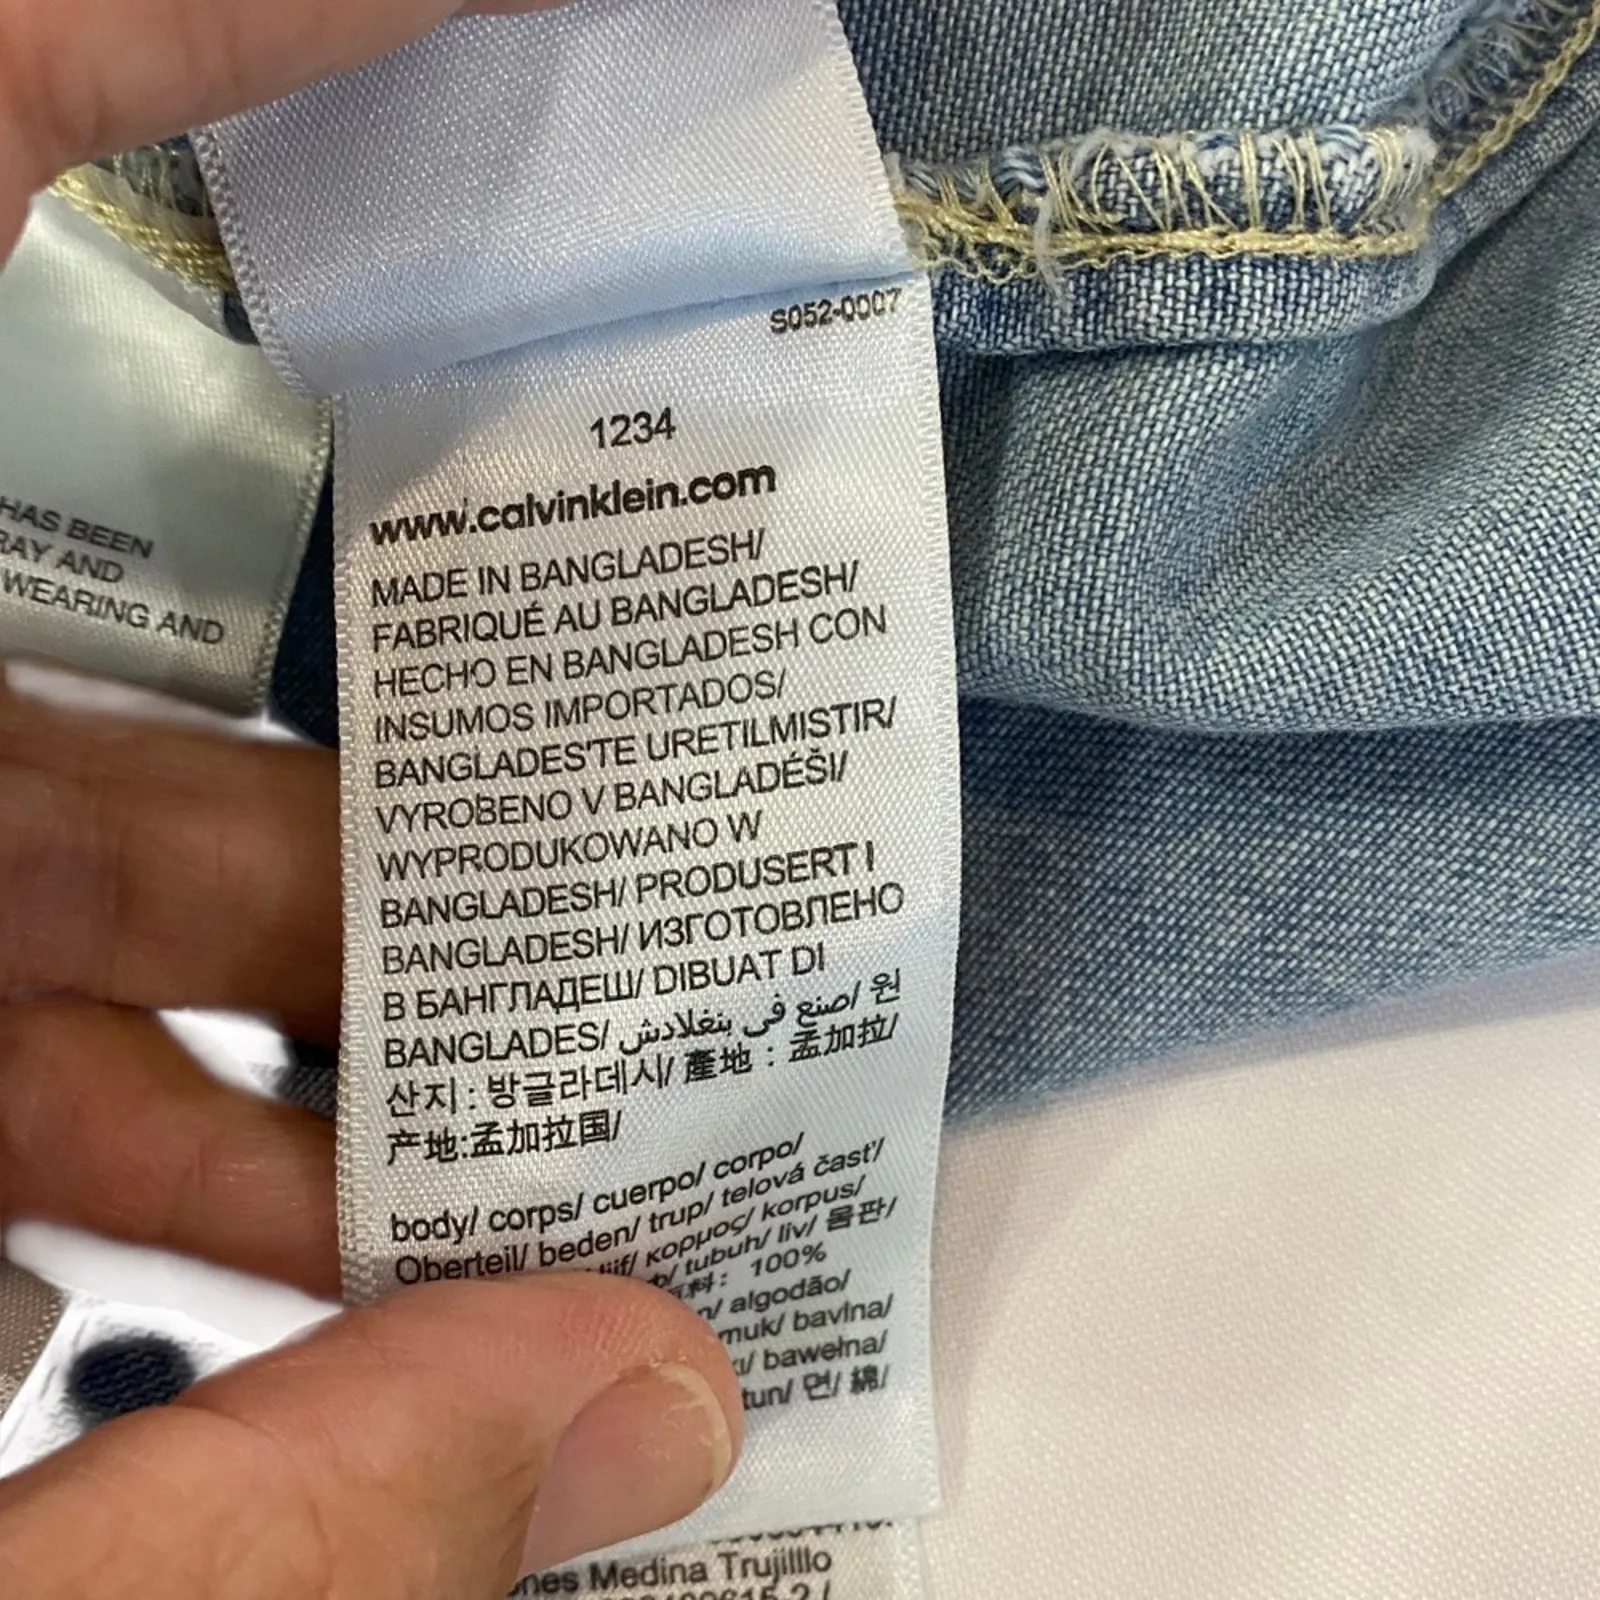 HAS BEEN
RAY AND
WEARING AND
S052-0007
1234
www.calvinklein.com
MADE IN BANGLADESH/
FABRIQUÉ AU BANGLADESH/
HECHO EN BANGLADESH CON
INSUMOS IMPORTADOS/
BANGLADES'TE URETILMISTIR/
VYROBENO V BANGLADÉŠI/
WYPRODUKOWANO W
BANGLADESH/ PRODUSERT I
BANGLADESH/ ИЗГОТОВЛЕНО
В БАНГЛАДЕШ/ DIBUAT DI
BANGLADES/ صنع في بنغلادش/ 원
산지 : 방글라데시/ 產地 : 孟加拉/
产地:孟加拉国/
body/ corps/ cuerpo/ corpo/
Oberteil/ beden/ trup/ telová časť/
lijf/ κορμος/ korpus/
tubuh/ liv/ 몸판/
100%
algodão/
bavlna/
bawełna/
면/ 綿/
Medina Trujilllo